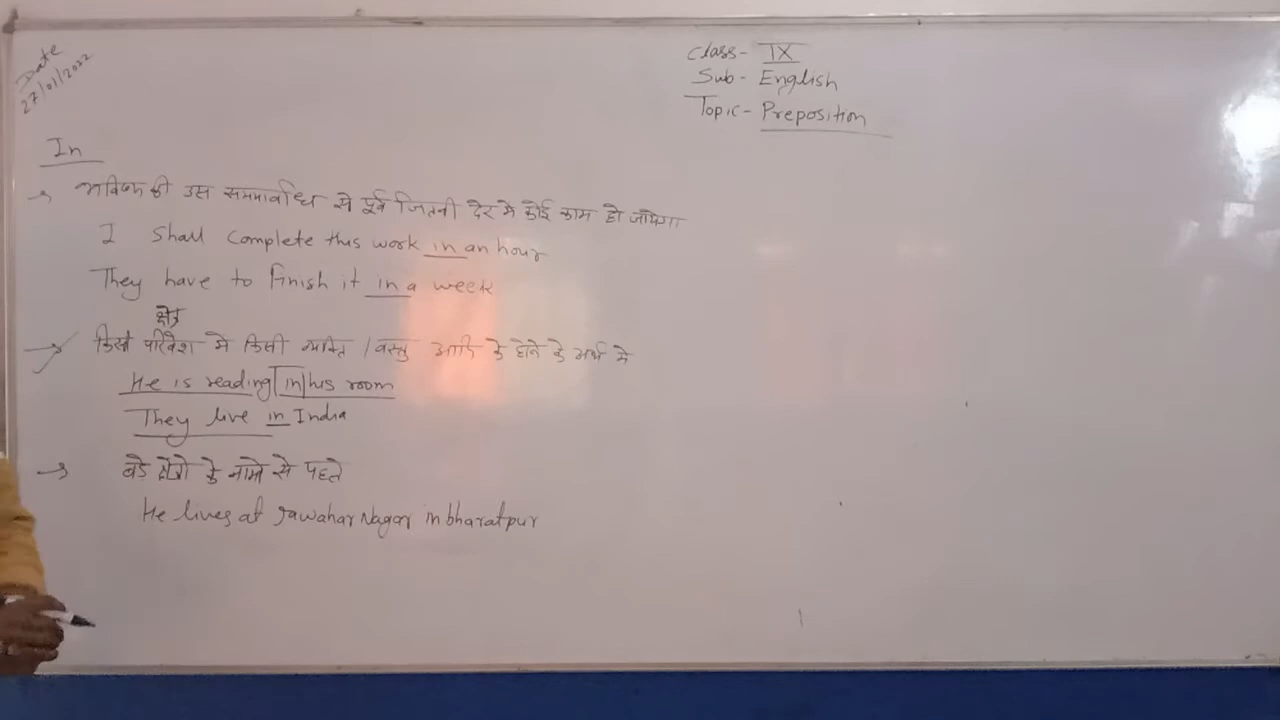 Date
27/01/2022
Class- IX
Sub- English
Topic- Preposition
In
भविष्य की उस समयावधि से पूर्व जितनी देर मे कोई काम हो जायेगा
I Shall Complete this work in an hour
They have to finish it in a week
क्षेत्र
किसी परिवेश मे किसी व्यक्ति / वस्तु आदि के होने के अर्थ मे
He is reading in his room
They live in India
बडे क्षेत्रो के नामो से पहले
He lives at Jawahar Nagar in bharatpur